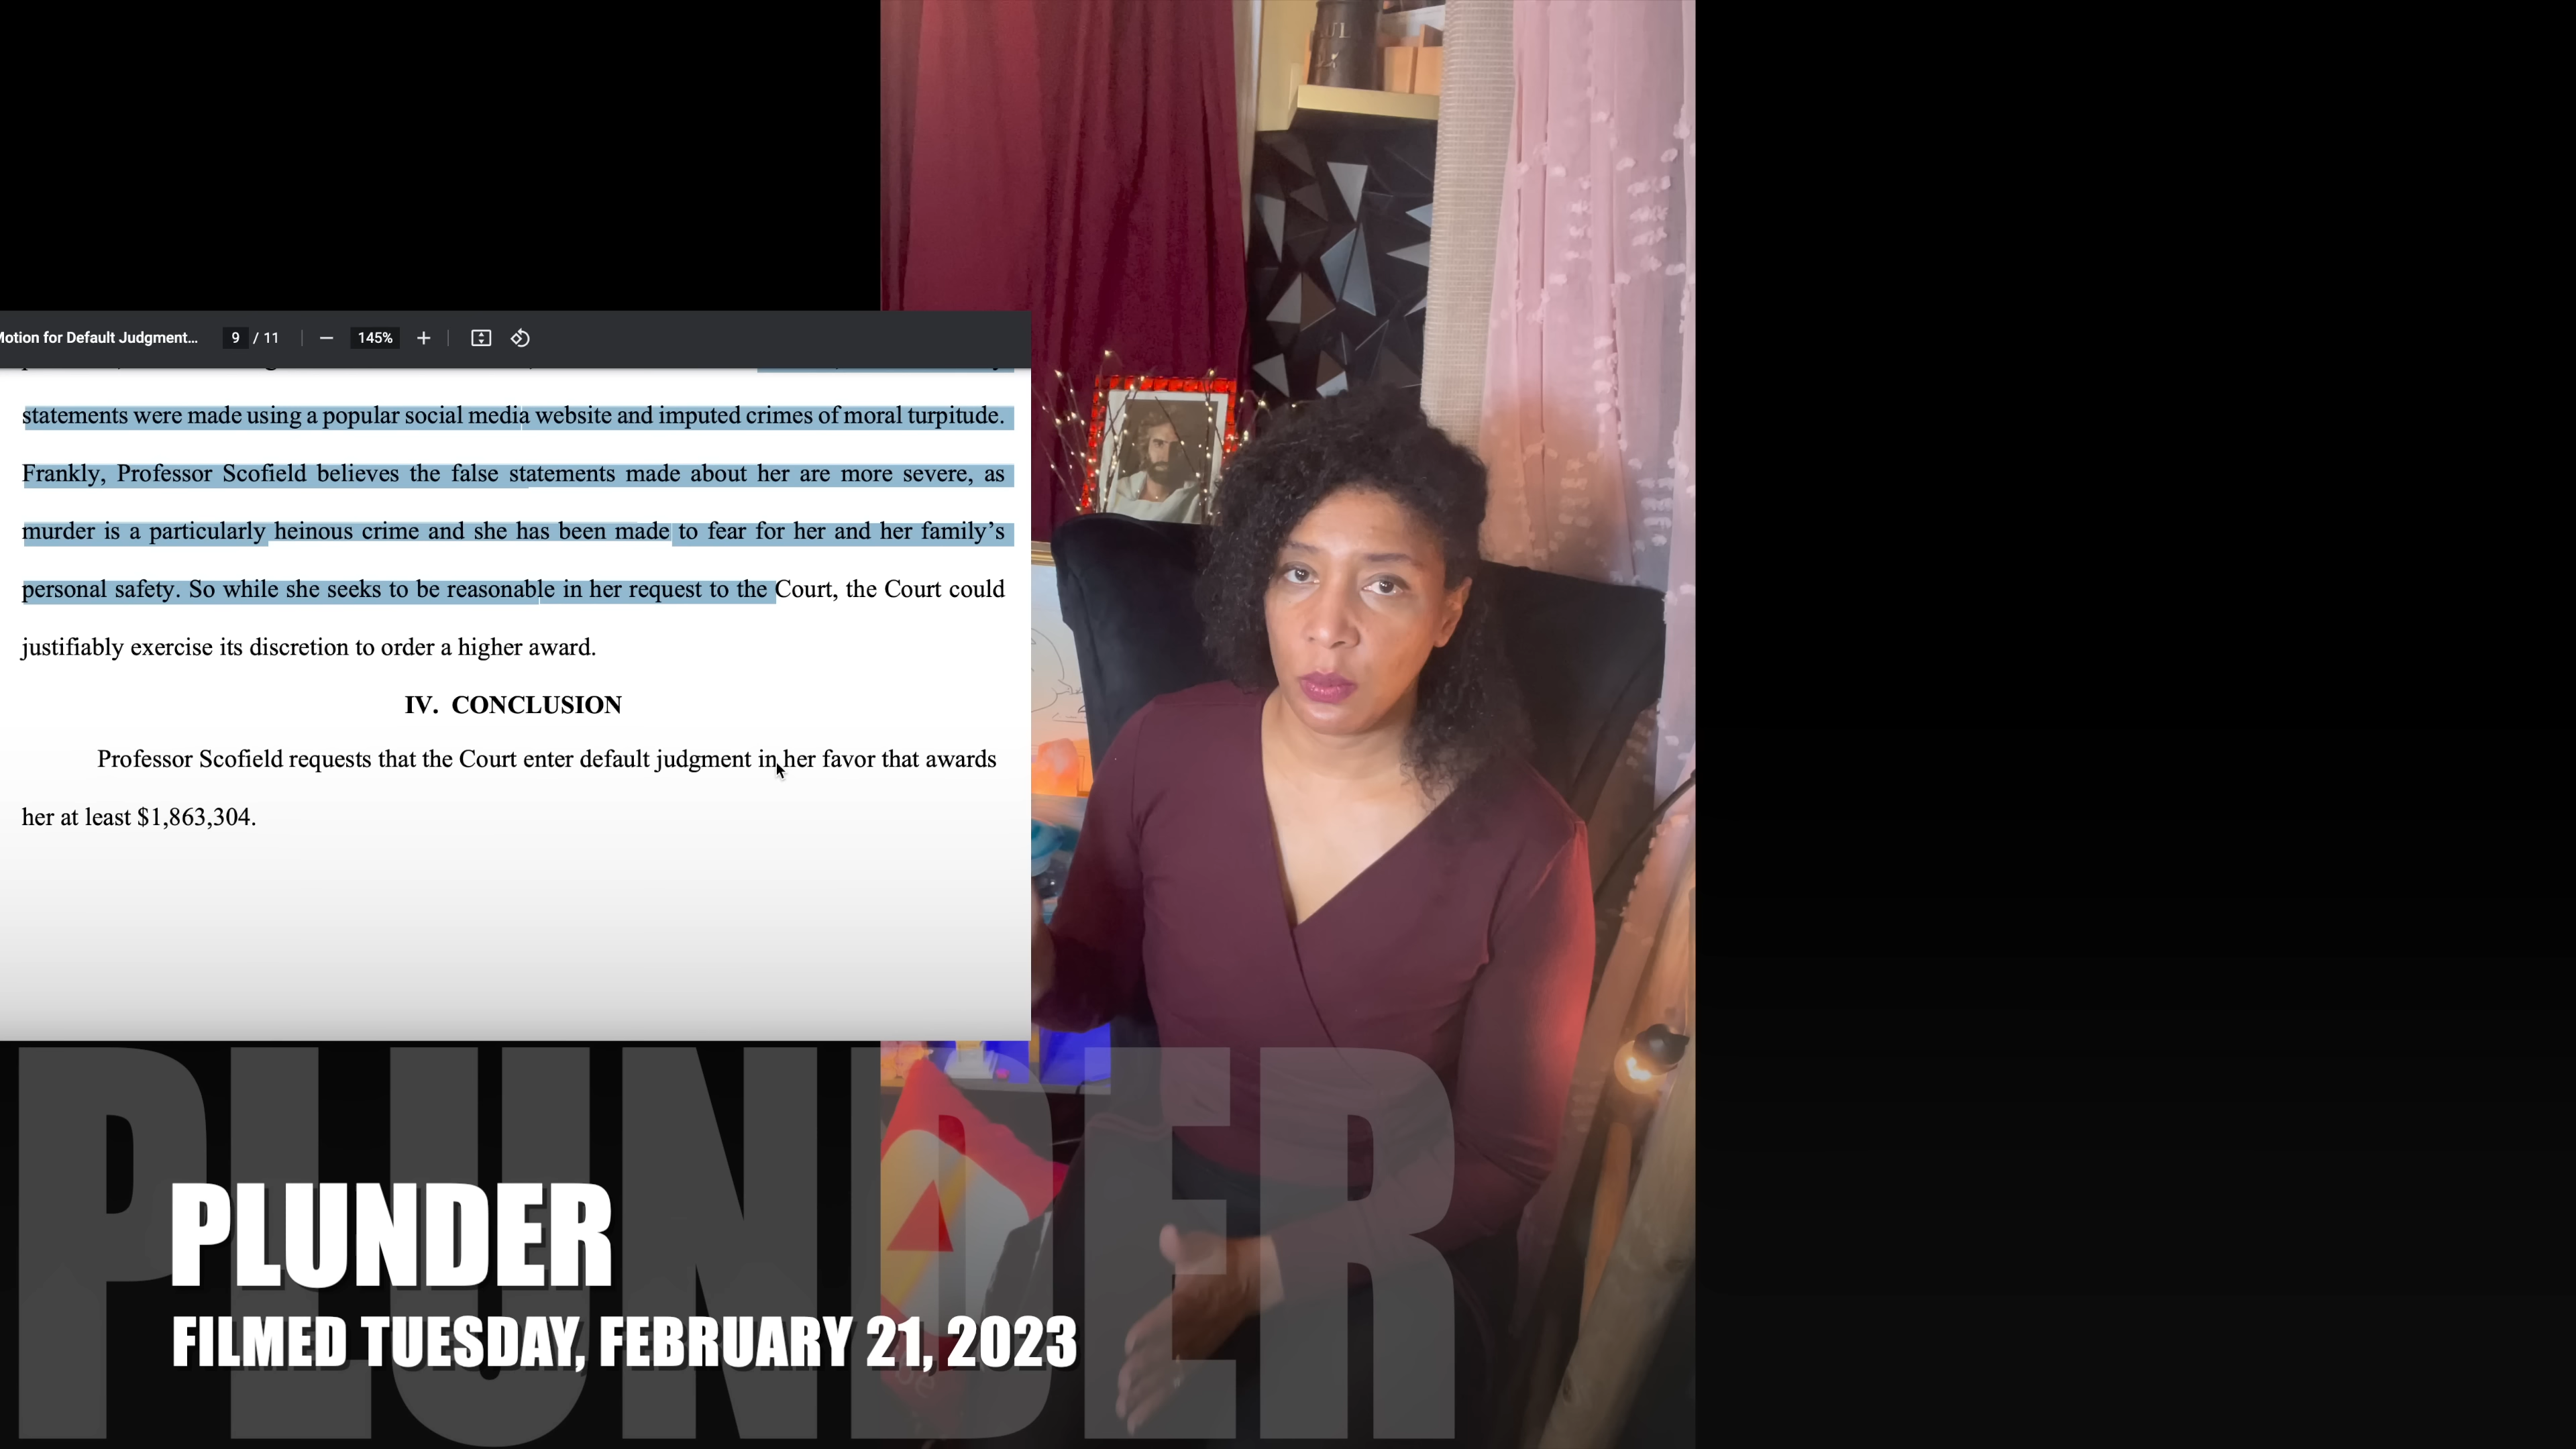 Motion for Default Judgment... 9 / 11 − 145% +
statements were made using a popular social media website and imputed crimes of moral turpitude.
Frankly, Professor Scofield believes the false statements made about her are more severe, as
murder is a particularly heinous crime and she has been made to fear for her and her family’s
personal safety. So while she seeks to be reasonable in her request to the Court, the Court could
justifiably exercise its discretion to order a higher award.
IV. CONCLUSION
Professor Scofield requests that the Court enter default judgment in her favor that awards
her at least $1,863,304.
PLUNDER
PLUNDER
FILMED TUESDAY, FEBRUARY 21, 2023